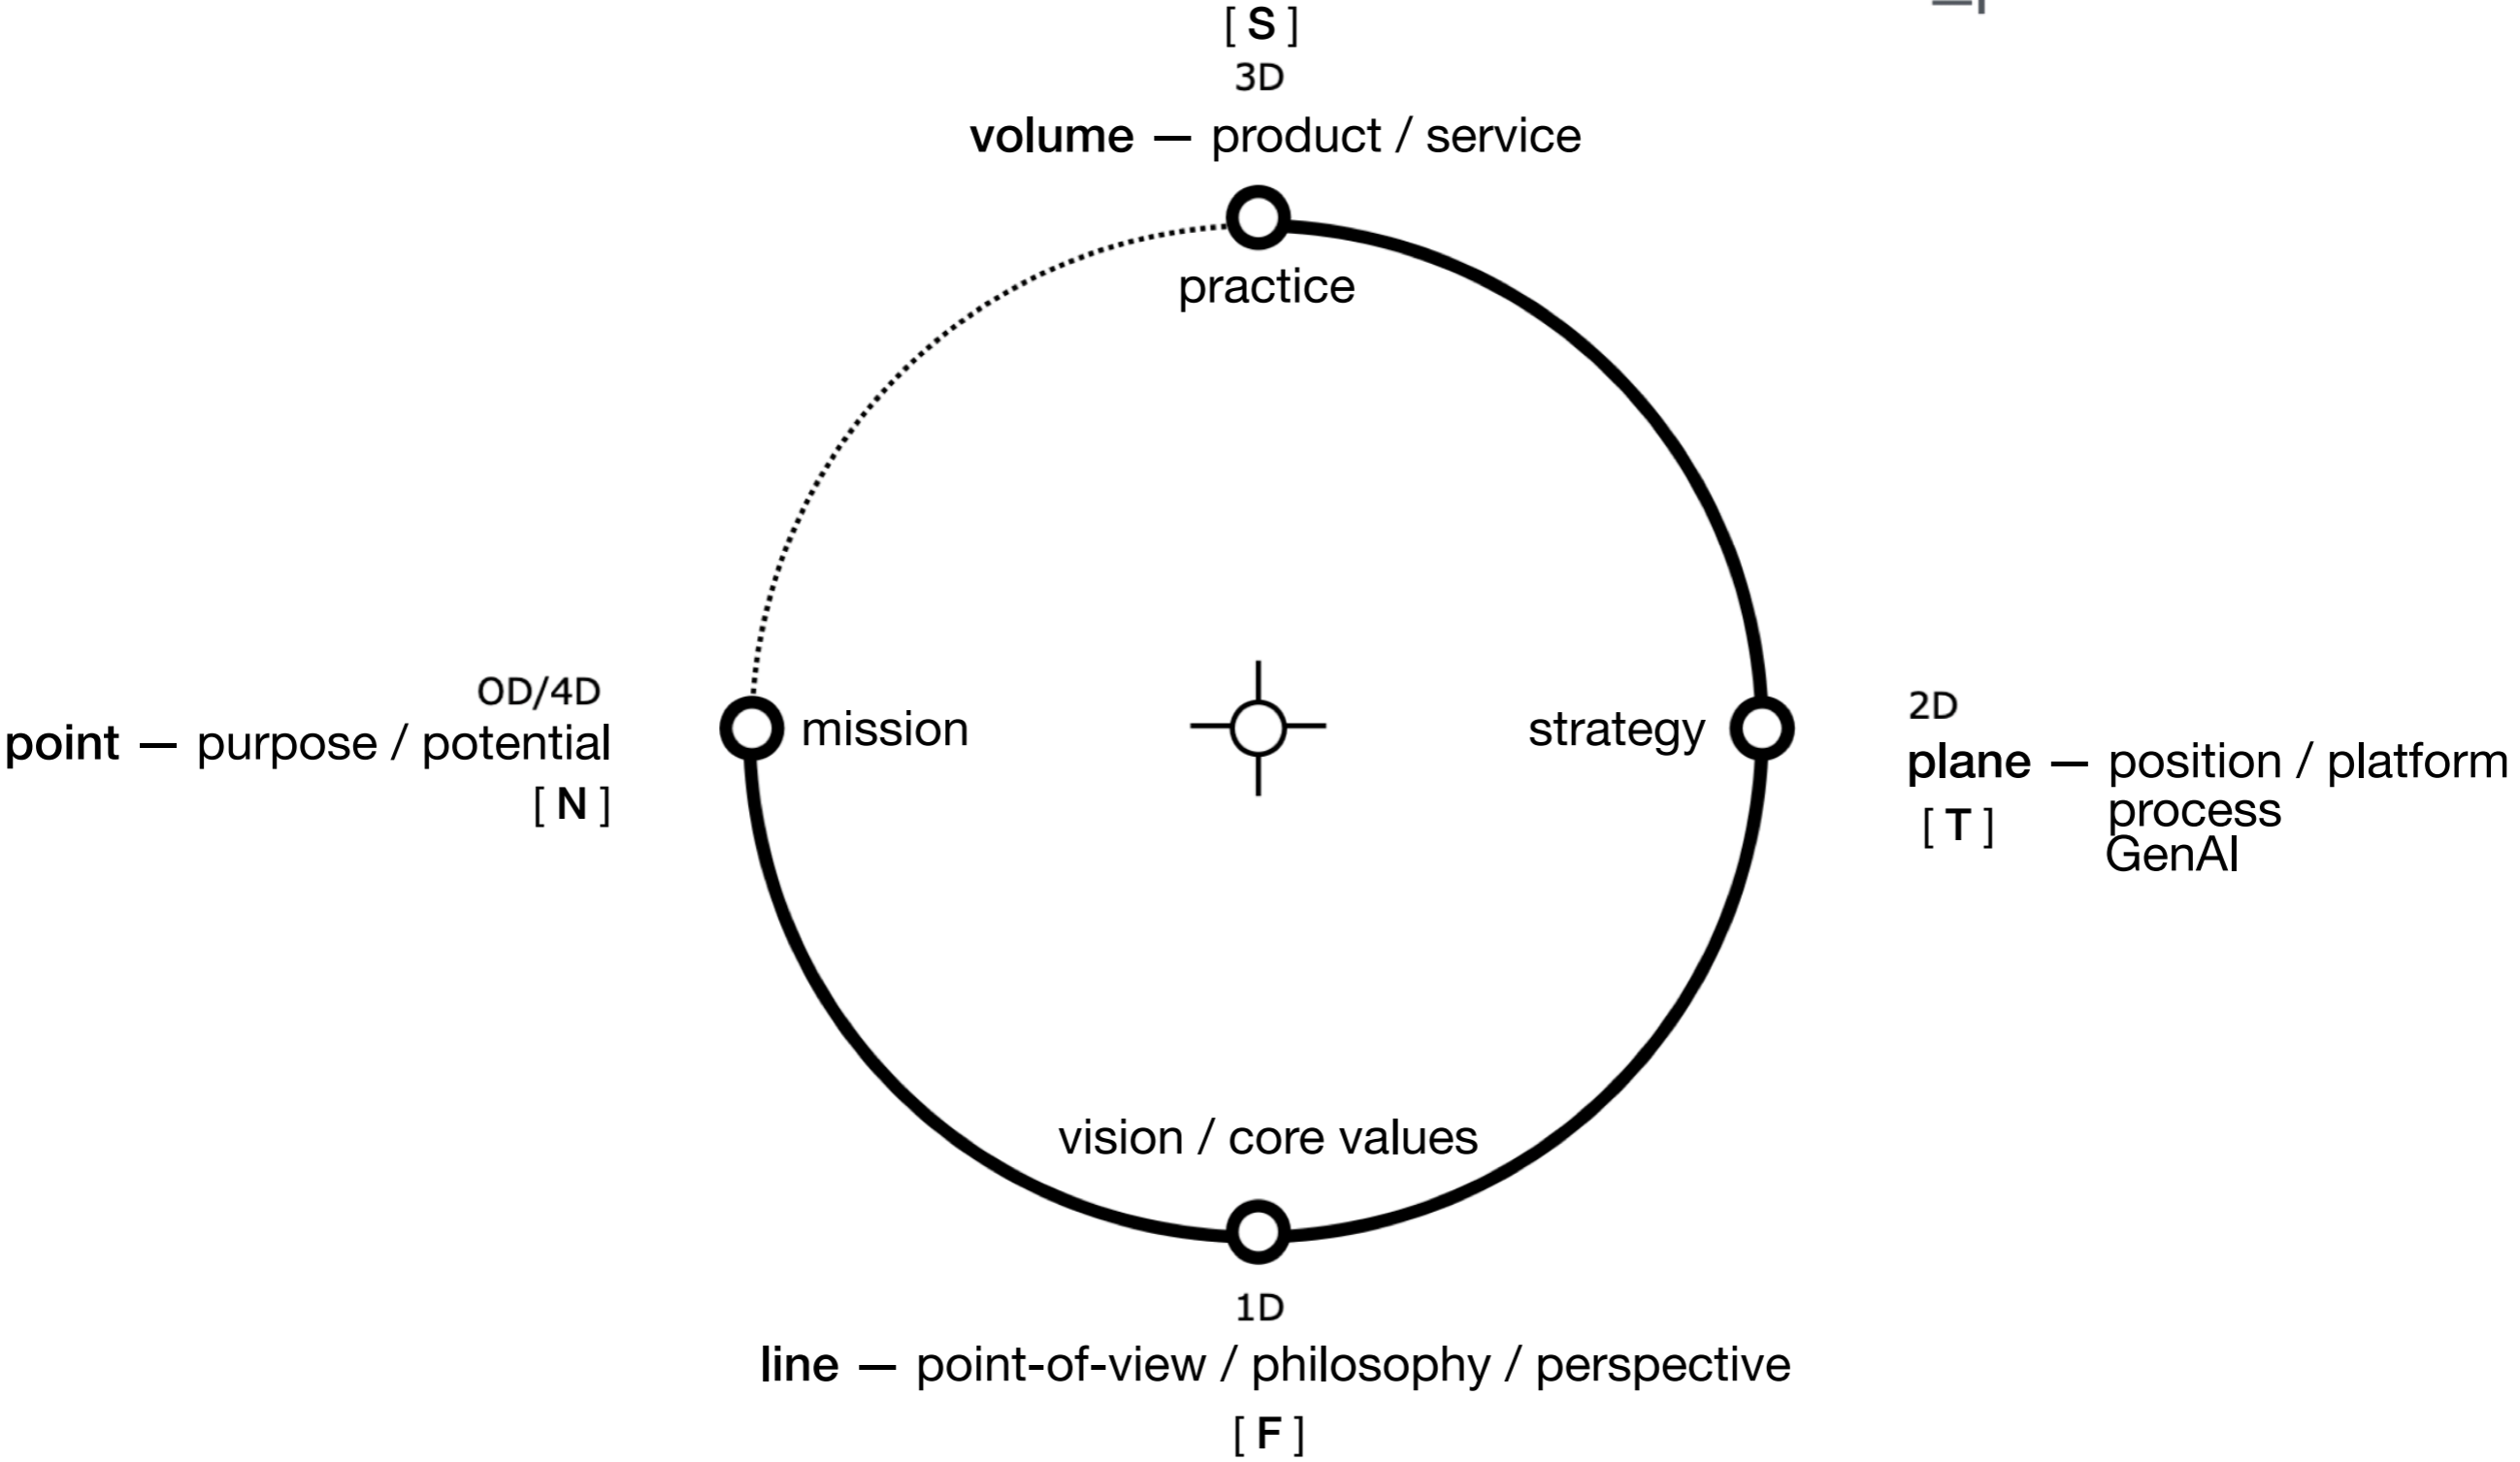 [ S ]
3D
volume — product / service
practice
0D/4D
point — purpose / potential
[ N ]
mission
strategy
2D
plane — position / platform
process
[ T ]
GenAI
vision / core values
1D
line — point-of-view / philosophy / perspective
[ F ]